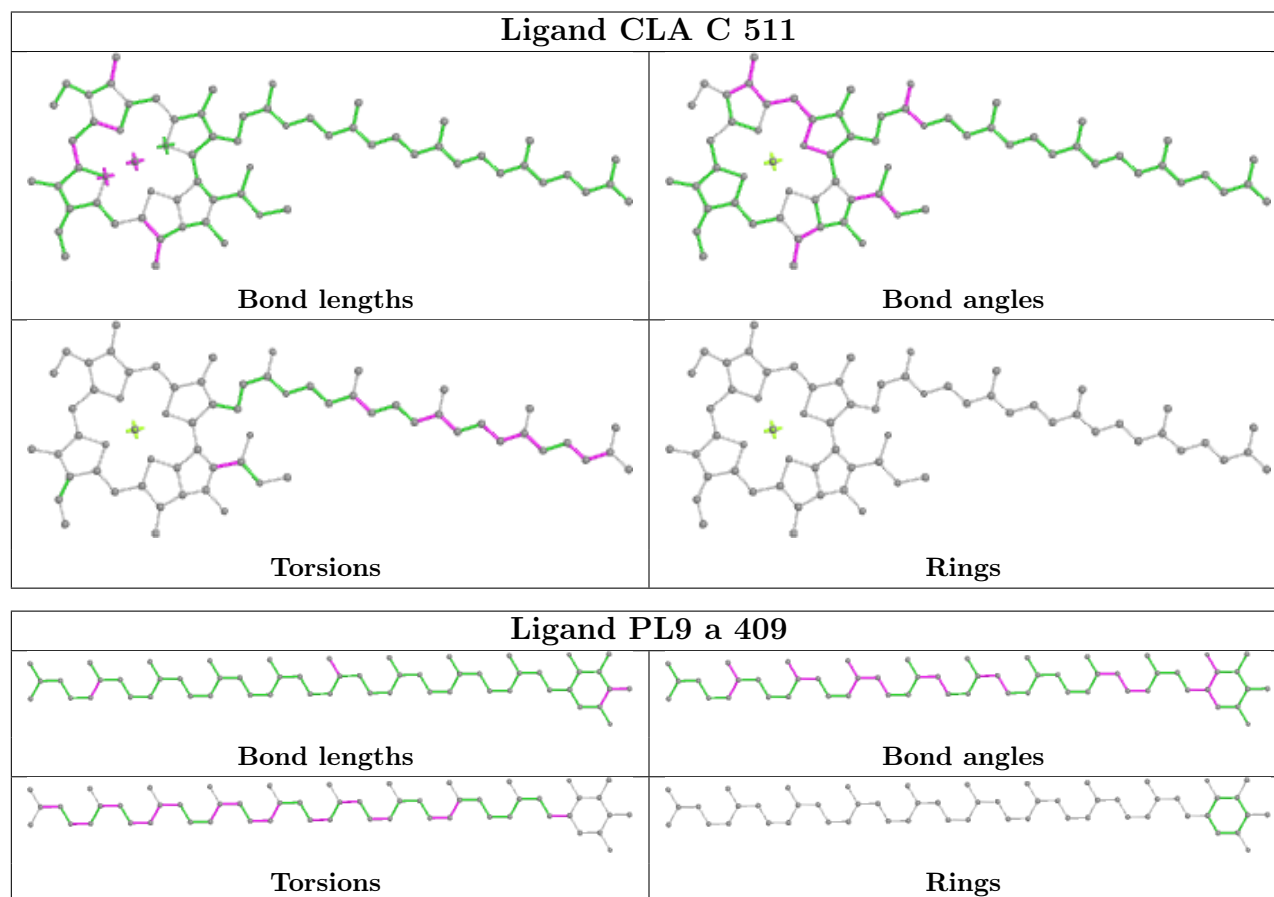 Ligand CLA C 511
Bond lengths
Bond angles
Torsions
Rings
Ligand PL9 a 409
Bond lengths
Bond angles
Torsions
Rings